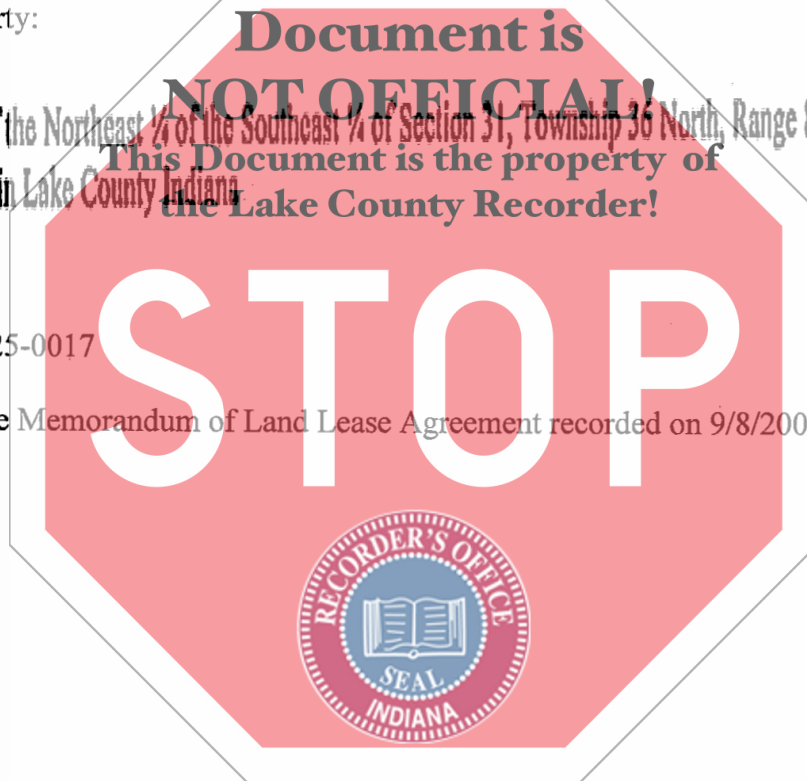 rty:
Document is
NOT OFFICIAL!
the Northeast ¼ of the Southeast ¼ of Section 31, Township 36 North, Range
This Document is the property of
in Lake County Indiana
the Lake County Recorder!
STOP
25-0017
e Memorandum of Land Lease Agreement recorded on 9/8/200
RECORDER'S OFFICE
SEAL
INDIANA